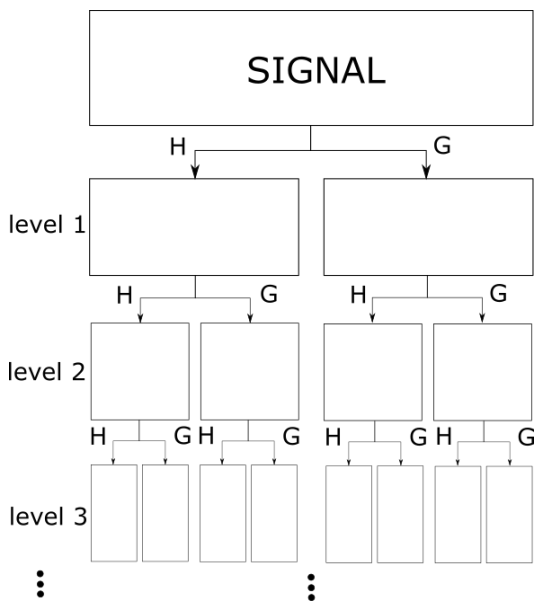 SIGNAL
H G
level 1
H G H G
level 2
H G H G H G H G
level 3